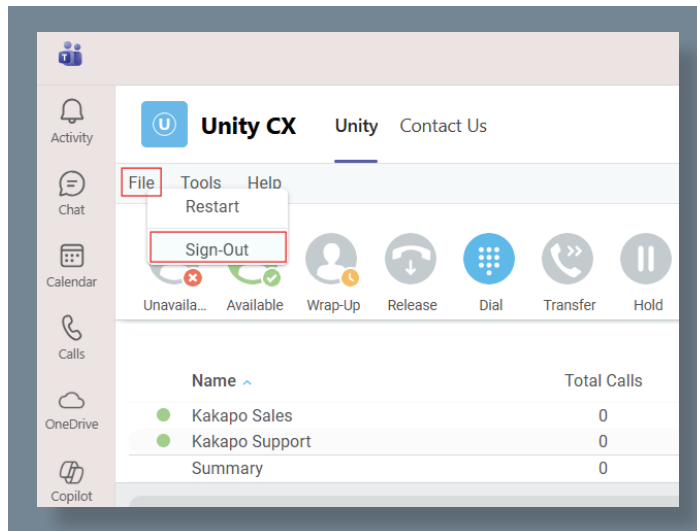 Activity
Chat
Calendar
Calls
OneDrive
Copilot
Unity CX Unity Contact Us
File Tools Help
Restart
Sign-Out
Unavaila... Available Wrap-Up Release Dial Transfer Hold
Name Total Calls
Kakapo Sales 0
Kakapo Support 0
Summary 0